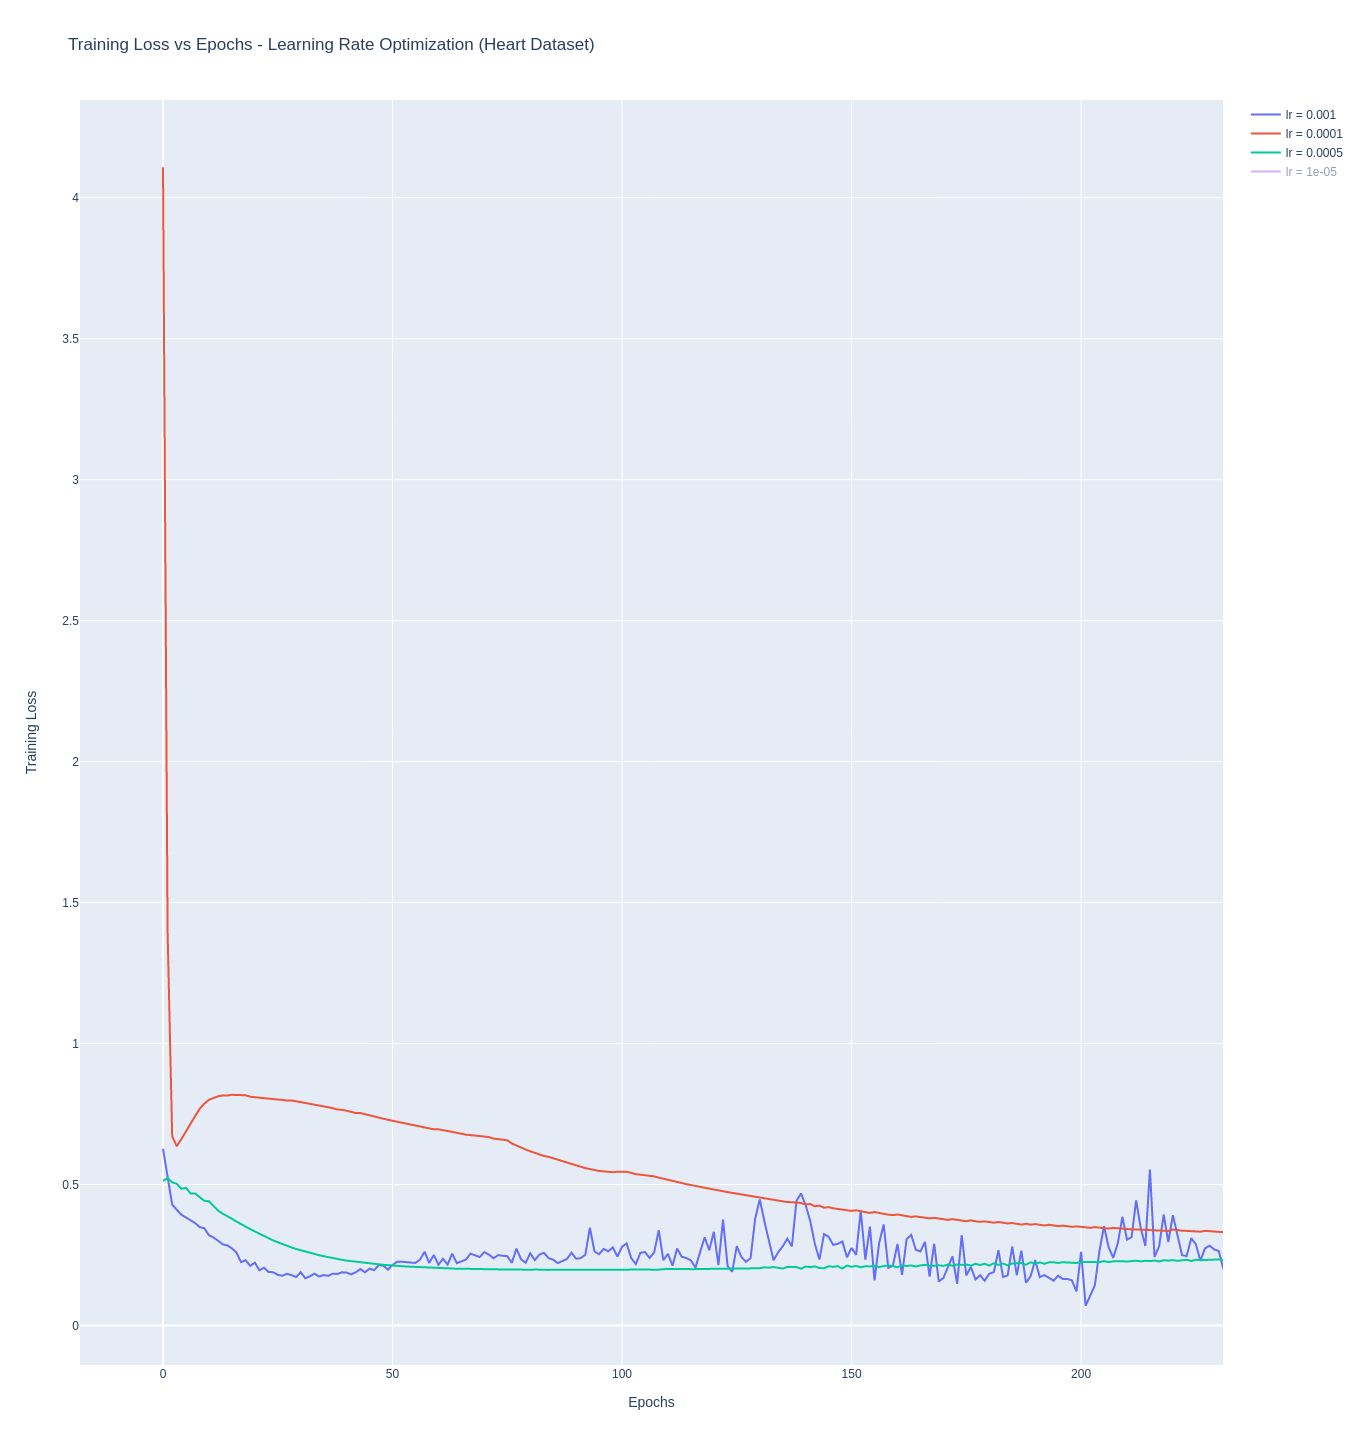 Training Loss vs Epochs - Learning Rate Optimization (Heart Dataset)
lr = 0.001
lr = 0.0001
lr = 0.0005
lr = 1e-05
4
3.5
3
2.5
2
1.5
1
0.5
0
Training Loss
0
50
100
150
200
Epochs